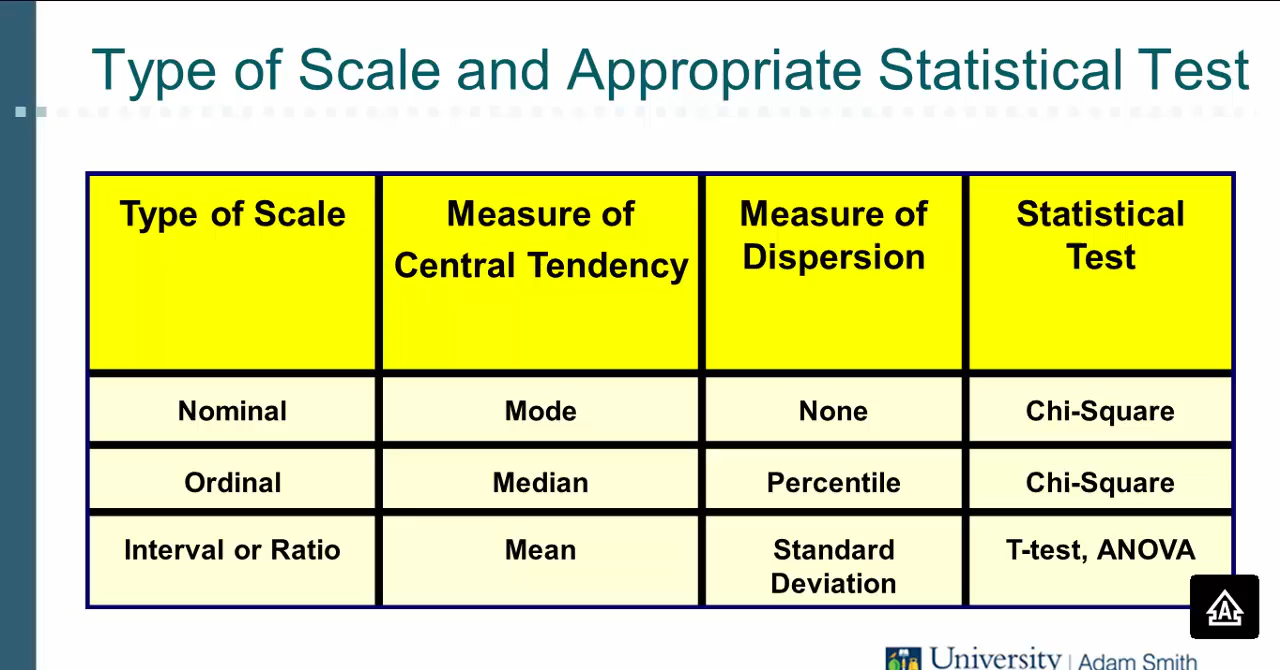 Type of Scale and Appropriate Statistical Test
Type of Scale
Measure of
Central Tendency
Measure of
Dispersion
Statistical
Test
Nominal
Mode
None
Chi-Square
Ordinal
Median
Percentile
Chi-Square
Interval or Ratio
Mean
Standard
Deviation
T-test, ANOVA
A
University | Adam Smith